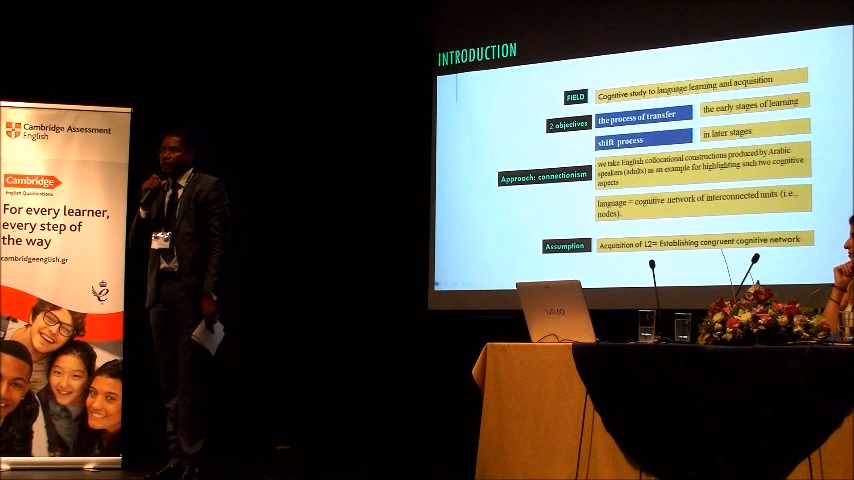 Cambridge Assessment
English
Cambridge
English Qualifications
For every learner,
every step of
the way
cambridgeenglish.gr
INTRODUCTION
FIELD
Cognitive study to language learning and acquisition
2 objectives
the process of transfer
the early stages of learning
shift process
in later stages
Approach: connectionism
we take English collocational constructions produced by Arabic
speakers (adults) as an example for highlighting such two cognitive
aspects
language = cognitive network of interconnected units (i.e.,
nodes).
Assumption
Acquisition of L2= Establishing congruent cognitive network
VAIO